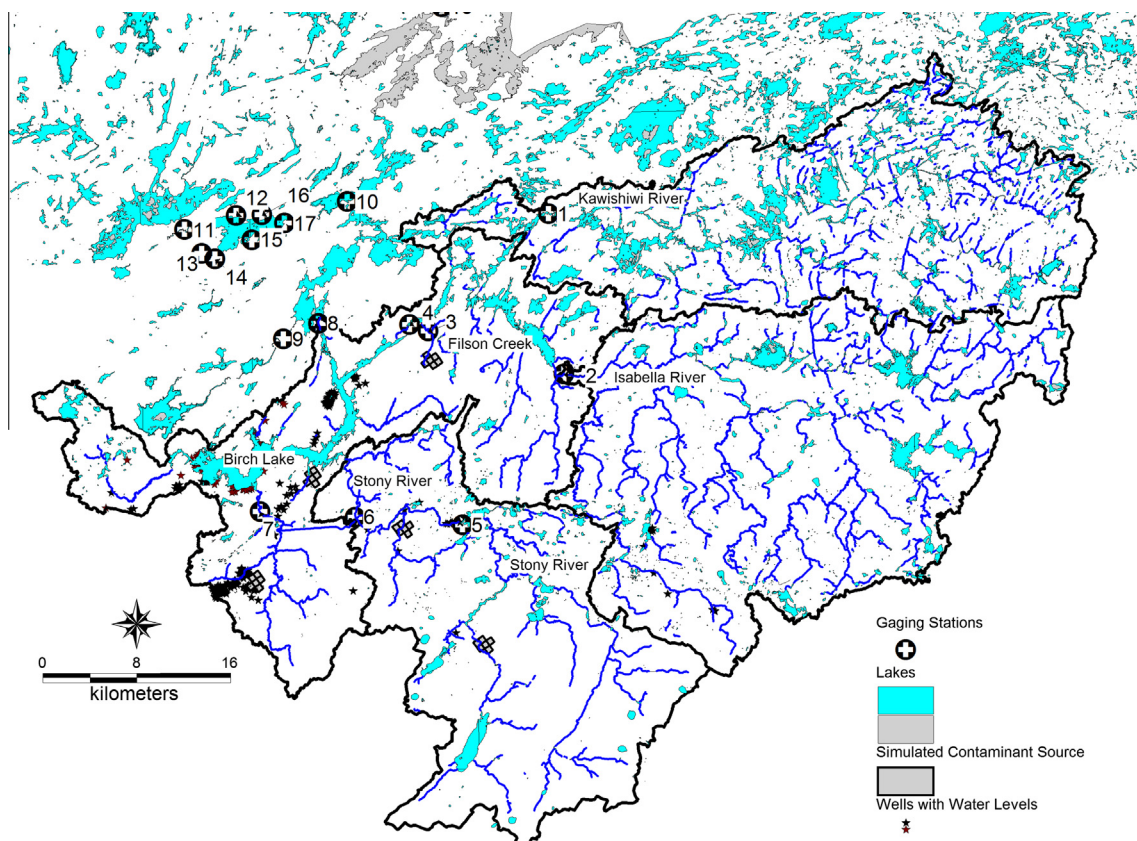 12
16
10
1
Kawishiwi River
11
17
15
13
14
8
4
3
Filson Creek
9
2
Isabella River
Birch Lake
Stony River
7
6
5
Stony River
Gaging Stations
Lakes
Simulated Contaminant Source
Wells with Water Levels
0 8 16
kilometers